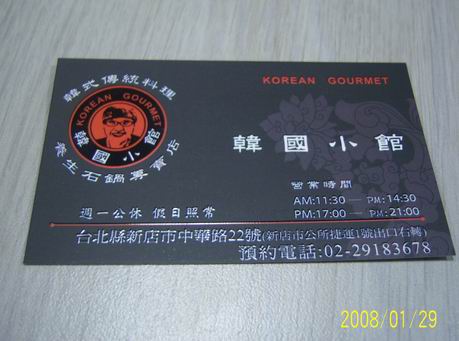 韓式傳統料理
KOREAN GOURMET
韓國小館
養生石鍋專賣店
KOREAN GOURMET
韓國小館
營業時間
AM:11:30 — PM:14:30
PM:17:00 — PM:21:00
週一公休 假日照常
台北縣新店市中華路22號(新店市公所捷運1號出口右轉)
預約電話:02-29183678
2008/01/29